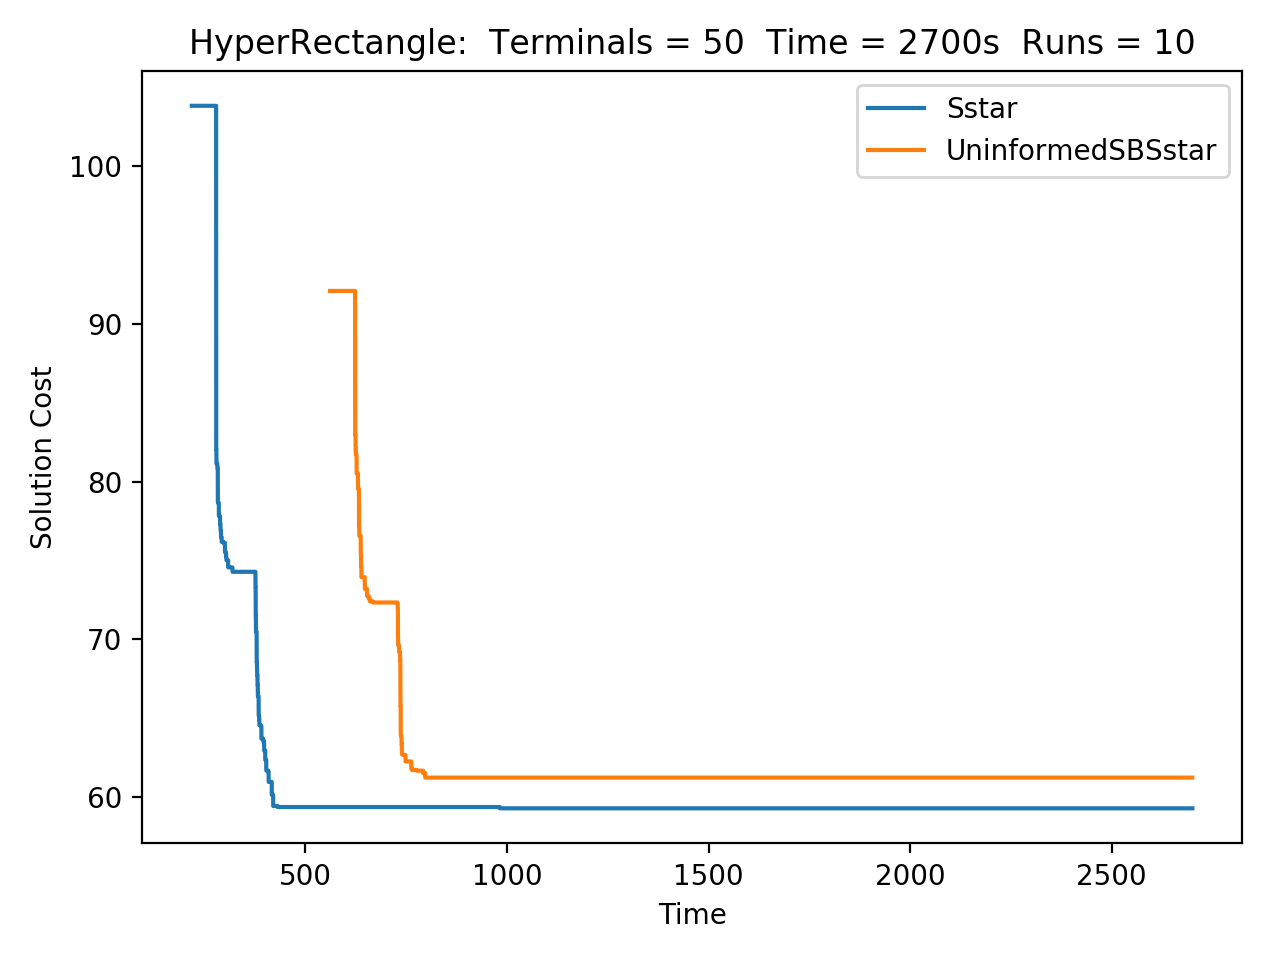 HyperRectangle:  Terminals = 50  Time = 2700s  Runs = 10
Sstar
UninformedSBSstar
Solution Cost
100
90
80
70
60
500
1000
1500
2000
2500
Time